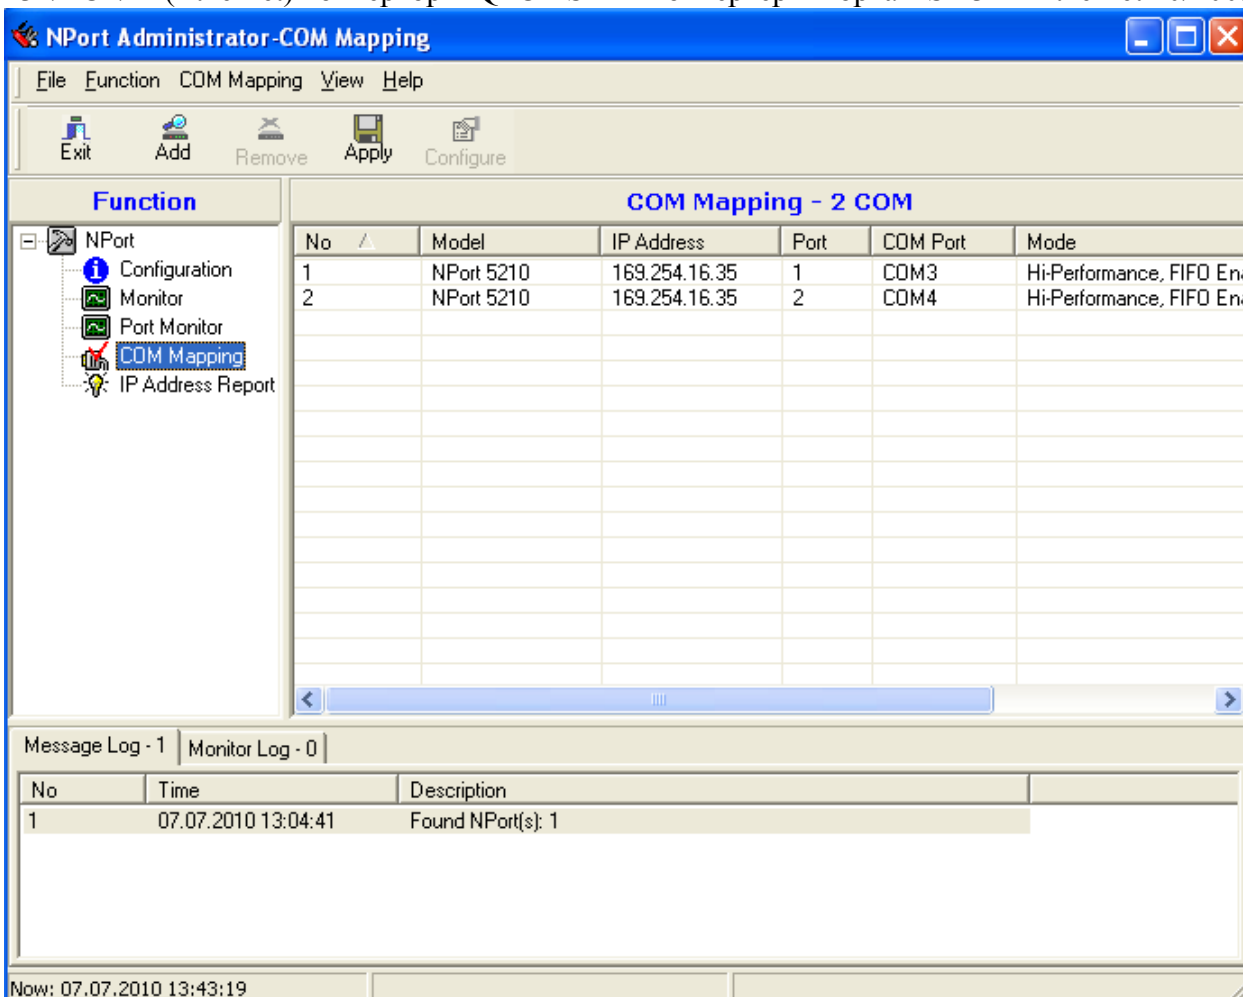 NPort Administrator-COM Mapping
File Function COM Mapping View Help
Exit Add Remove Apply Configure
Function
COM Mapping - 2 COM
NPort
Configuration
Monitor
Port Monitor
COM Mapping
IP Address Report
No Model IP Address Port COM Port Mode
1 NPort 5210 169.254.16.35 1 COM3 Hi-Performance, FIFO En
2 NPort 5210 169.254.16.35 2 COM4 Hi-Performance, FIFO En
Message Log - 1 Monitor Log - 0
No Time Description
1 07.07.2010 13:04:41 Found NPort(s): 1
Now: 07.07.2010 13:43:19